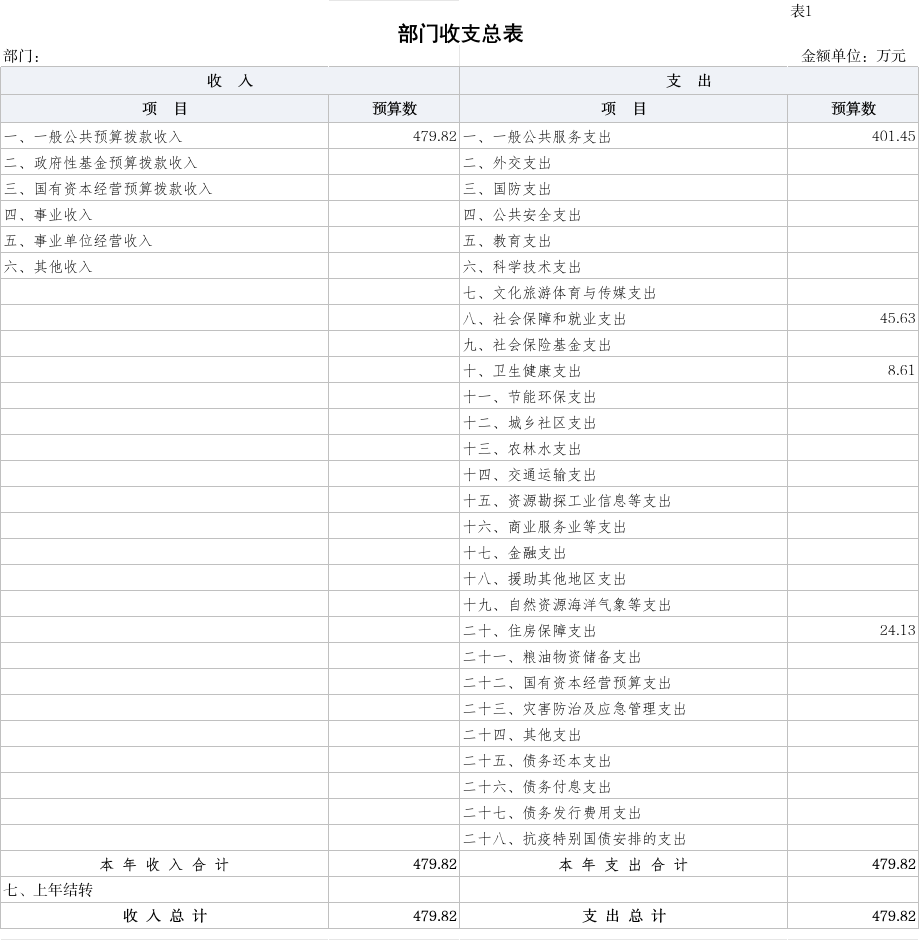 表1
部门收支总表
部门： 金额单位：万元
收 入 支 出
项 目 预算数 项 目 预算数
一、一般公共预算拨款收入 479.82 一、一般公共服务支出 401.45
二、政府性基金预算拨款收入 二、外交支出
三、国有资本经营预算拨款收入 三、国防支出
四、事业收入 四、公共安全支出
五、事业单位经营收入 五、教育支出
六、其他收入 六、科学技术支出
七、文化旅游体育与传媒支出
八、社会保障和就业支出 45.63
九、社会保险基金支出
十、卫生健康支出 8.61
十一、节能环保支出
十二、城乡社区支出
十三、农林水支出
十四、交通运输支出
十五、资源勘探工业信息等支出
十六、商业服务业等支出
十七、金融支出
十八、援助其他地区支出
十九、自然资源海洋气象等支出
二十、住房保障支出 24.13
二十一、粮油物资储备支出
二十二、国有资本经营预算支出
二十三、灾害防治及应急管理支出
二十四、其他支出
二十五、债务还本支出
二十六、债务付息支出
二十七、债务发行费用支出
二十八、抗疫特别国债安排的支出
本 年 收 入 合 计 479.82 本 年 支 出 合 计 479.82
七、上年结转
收 入 总 计 479.82 支 出 总 计 479.82